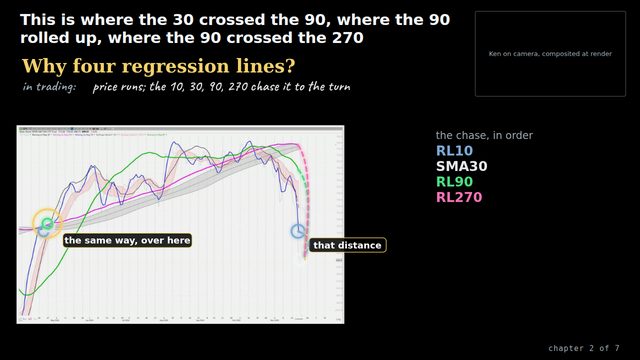 This is where the 30 crossed the 90, where the 90
rolled up, where the 90 crossed the 270
Ken on camera, composited at render
Why four regression lines?
in trading: price runs; the 10, 30, 90, 270 chase it to the turn
the chase, in order
RL10
SMA30
RL90
RL270
the same way, over here
that distance
chapter 2 of 7